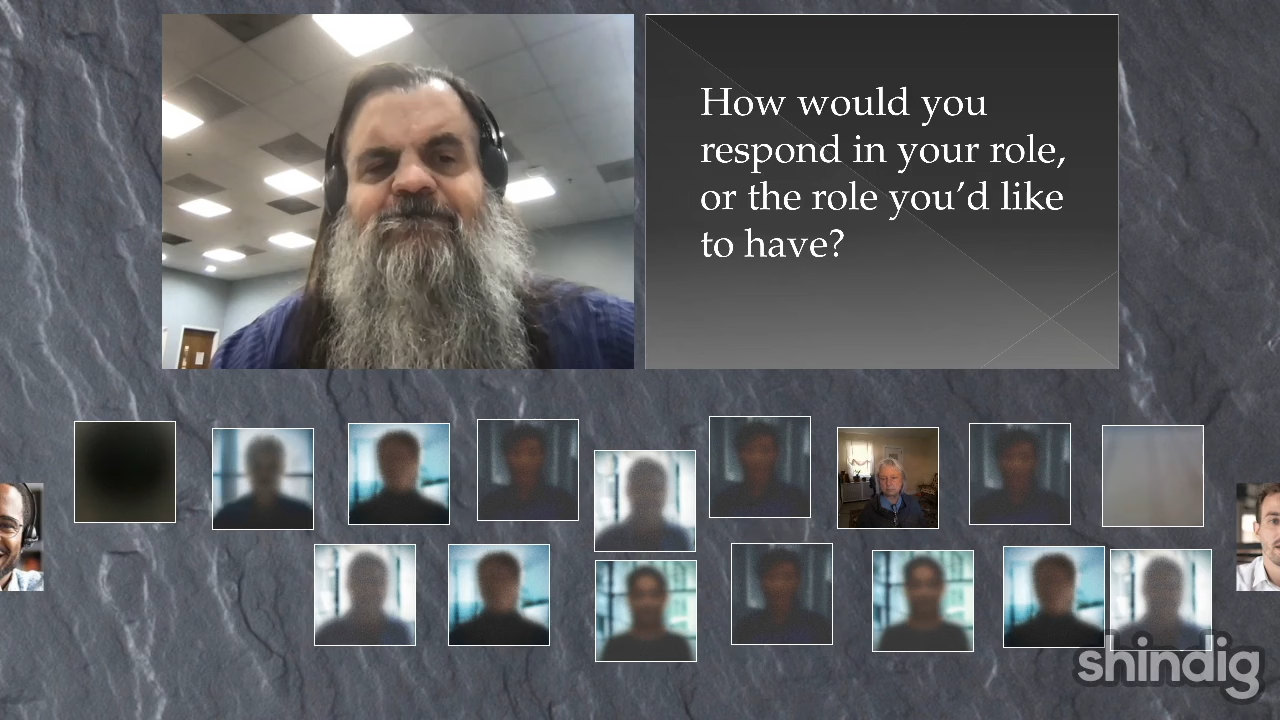 How would you
respond in your role,
or the role you’d like
to have?
shindig